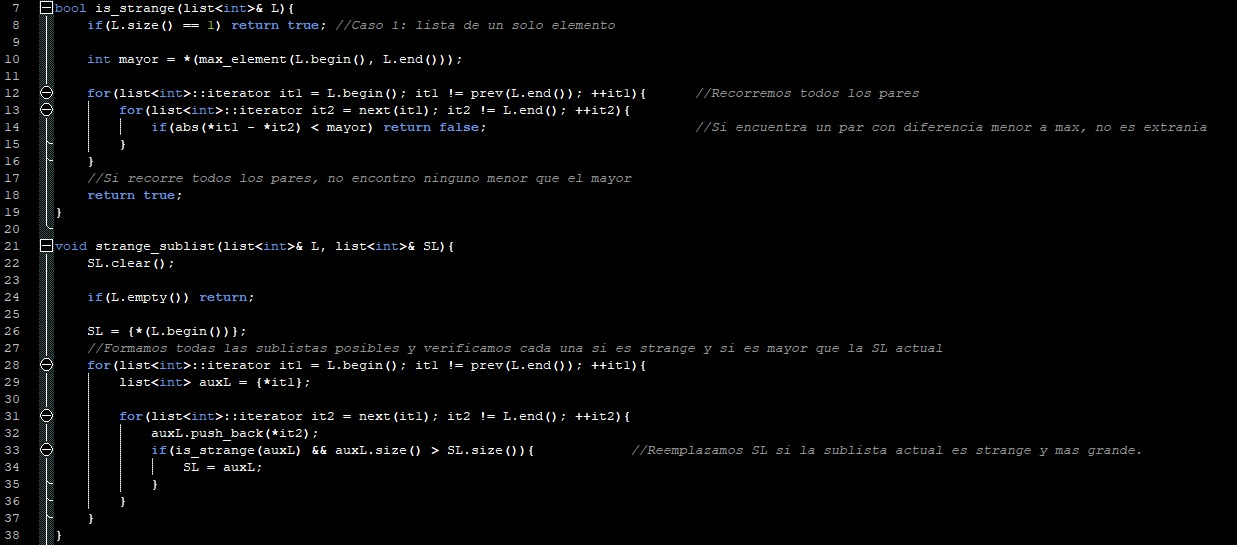 7 bool is_strange(list<int>& L){
8     if(L.size() == 1) return true; //Caso 1: lista de un solo elemento
9
10     int mayor = *(max_element(L.begin(), L.end()));
11
12     for(list<int>::iterator it1 = L.begin(); it1 != prev(L.end()); ++it1){      //Recorremos todos los pares
13         for(list<int>::iterator it2 = next(it1); it2 != L.end(); ++it2){
14             if(abs(*it1 - *it2) < mayor) return false;                          //Si encuentra un par con diferencia menor a max, no es extrania
15         }
16     }
17     //Si recorre todos los pares, no encontro ninguno menor que el mayor
18     return true;
19 }
20
21 void strange_sublist(list<int>& L, list<int>& SL){
22     SL.clear();
23
24     if(L.empty()) return;
25
26     SL = {*(L.begin())};
27     //Formamos todas las sublistas posibles y verificamos cada una si es strange y si es mayor que la SL actual
28     for(list<int>::iterator it1 = L.begin(); it1 != prev(L.end()); ++it1){
29         list<int> auxL = {*it1};
30
31         for(list<int>::iterator it2 = next(it1); it2 != L.end(); ++it2){
32             auxL.push_back(*it2);
33             if(is_strange(auxL) && auxL.size() > SL.size()){            //Reemplazamos SL si la sublista actual es strange y mas grande.
34                 SL = auxL;
35             }
36         }
37     }
38 }